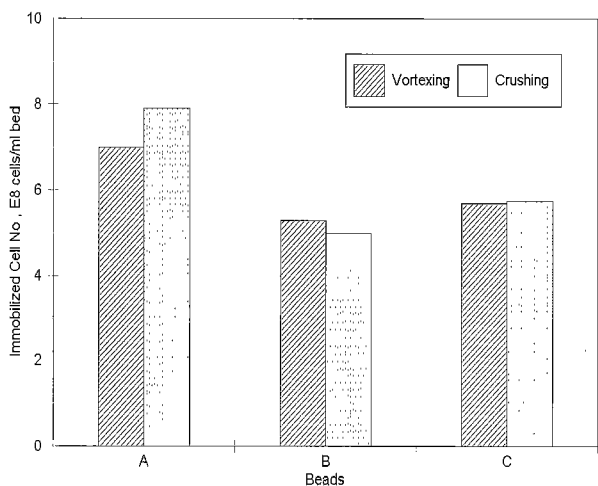 10
8
6
4
2
0
Immobilized Cell No , E8 cells/ml bed
Vortexing
Crushing
A
B
C
Beads